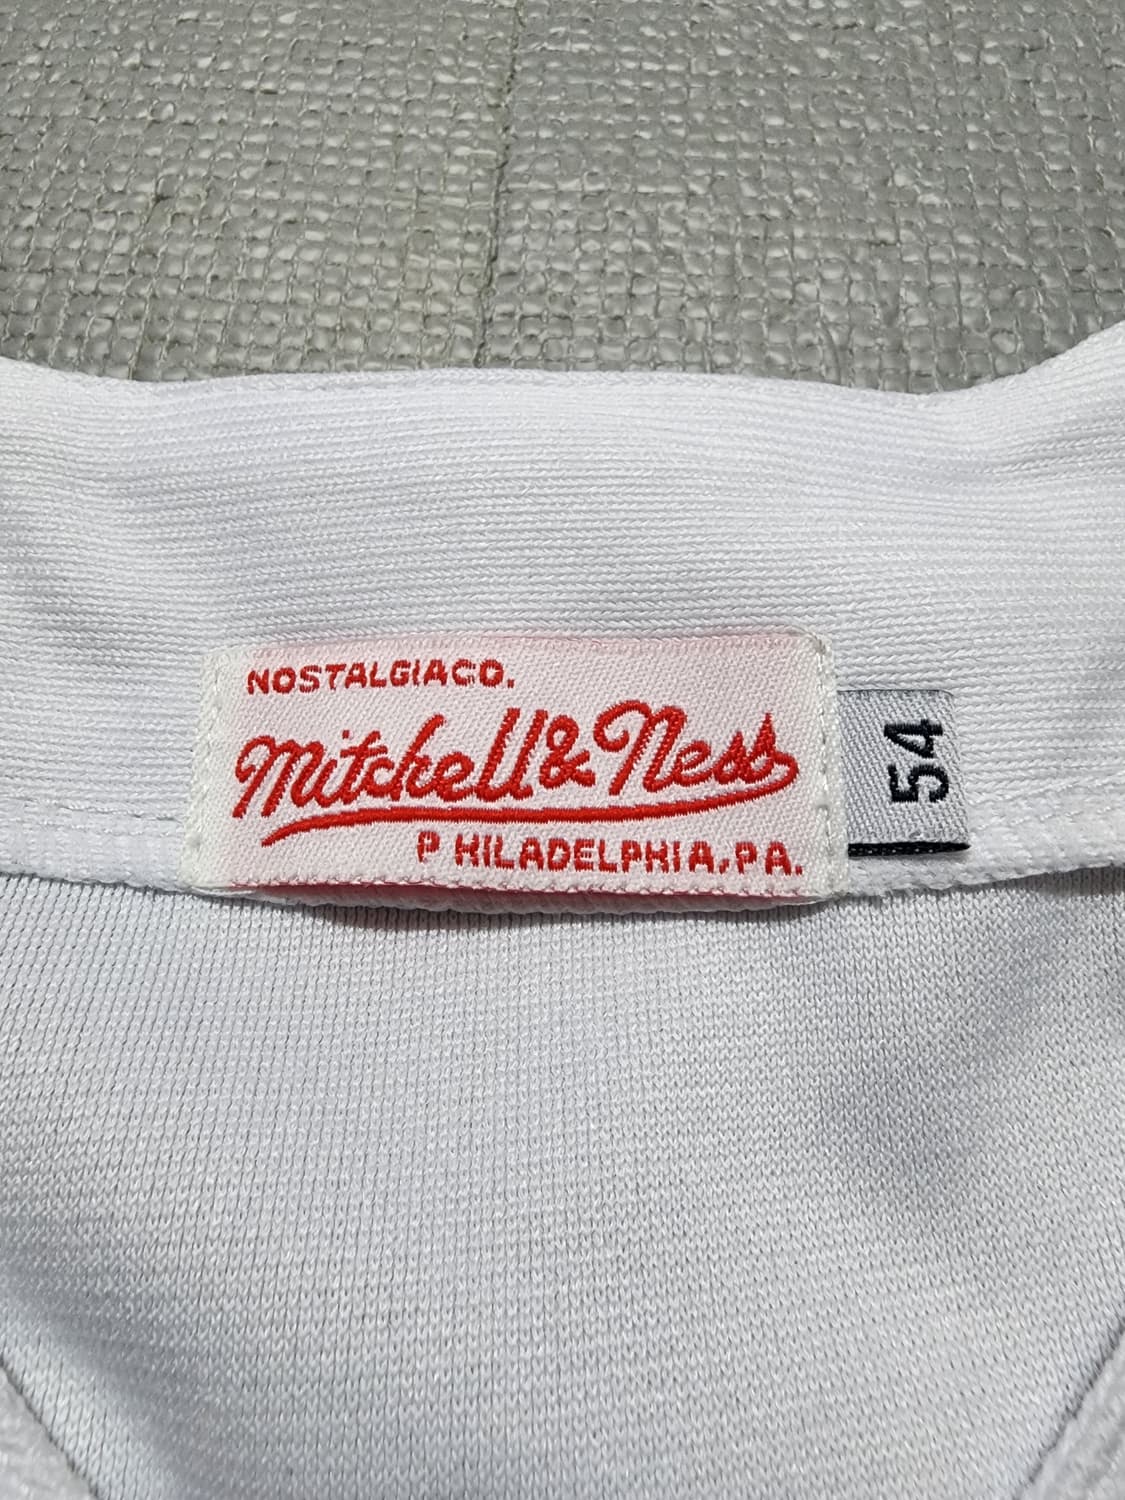 NOSTALGIACO.
Mitchell & Ness
P HILADELPHIA,PA.
54